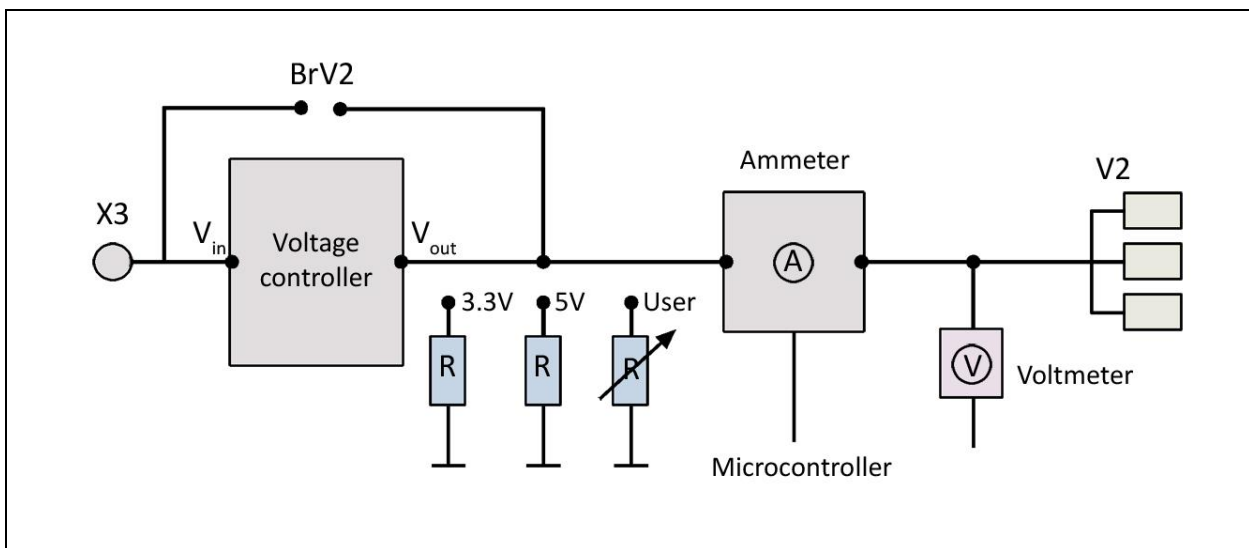 BrV2
Ammeter
V2
X3
Vin
Voltage
controller
Vout
A
3.3V
5V
User
R
R
R
V
Voltmeter
Microcontroller